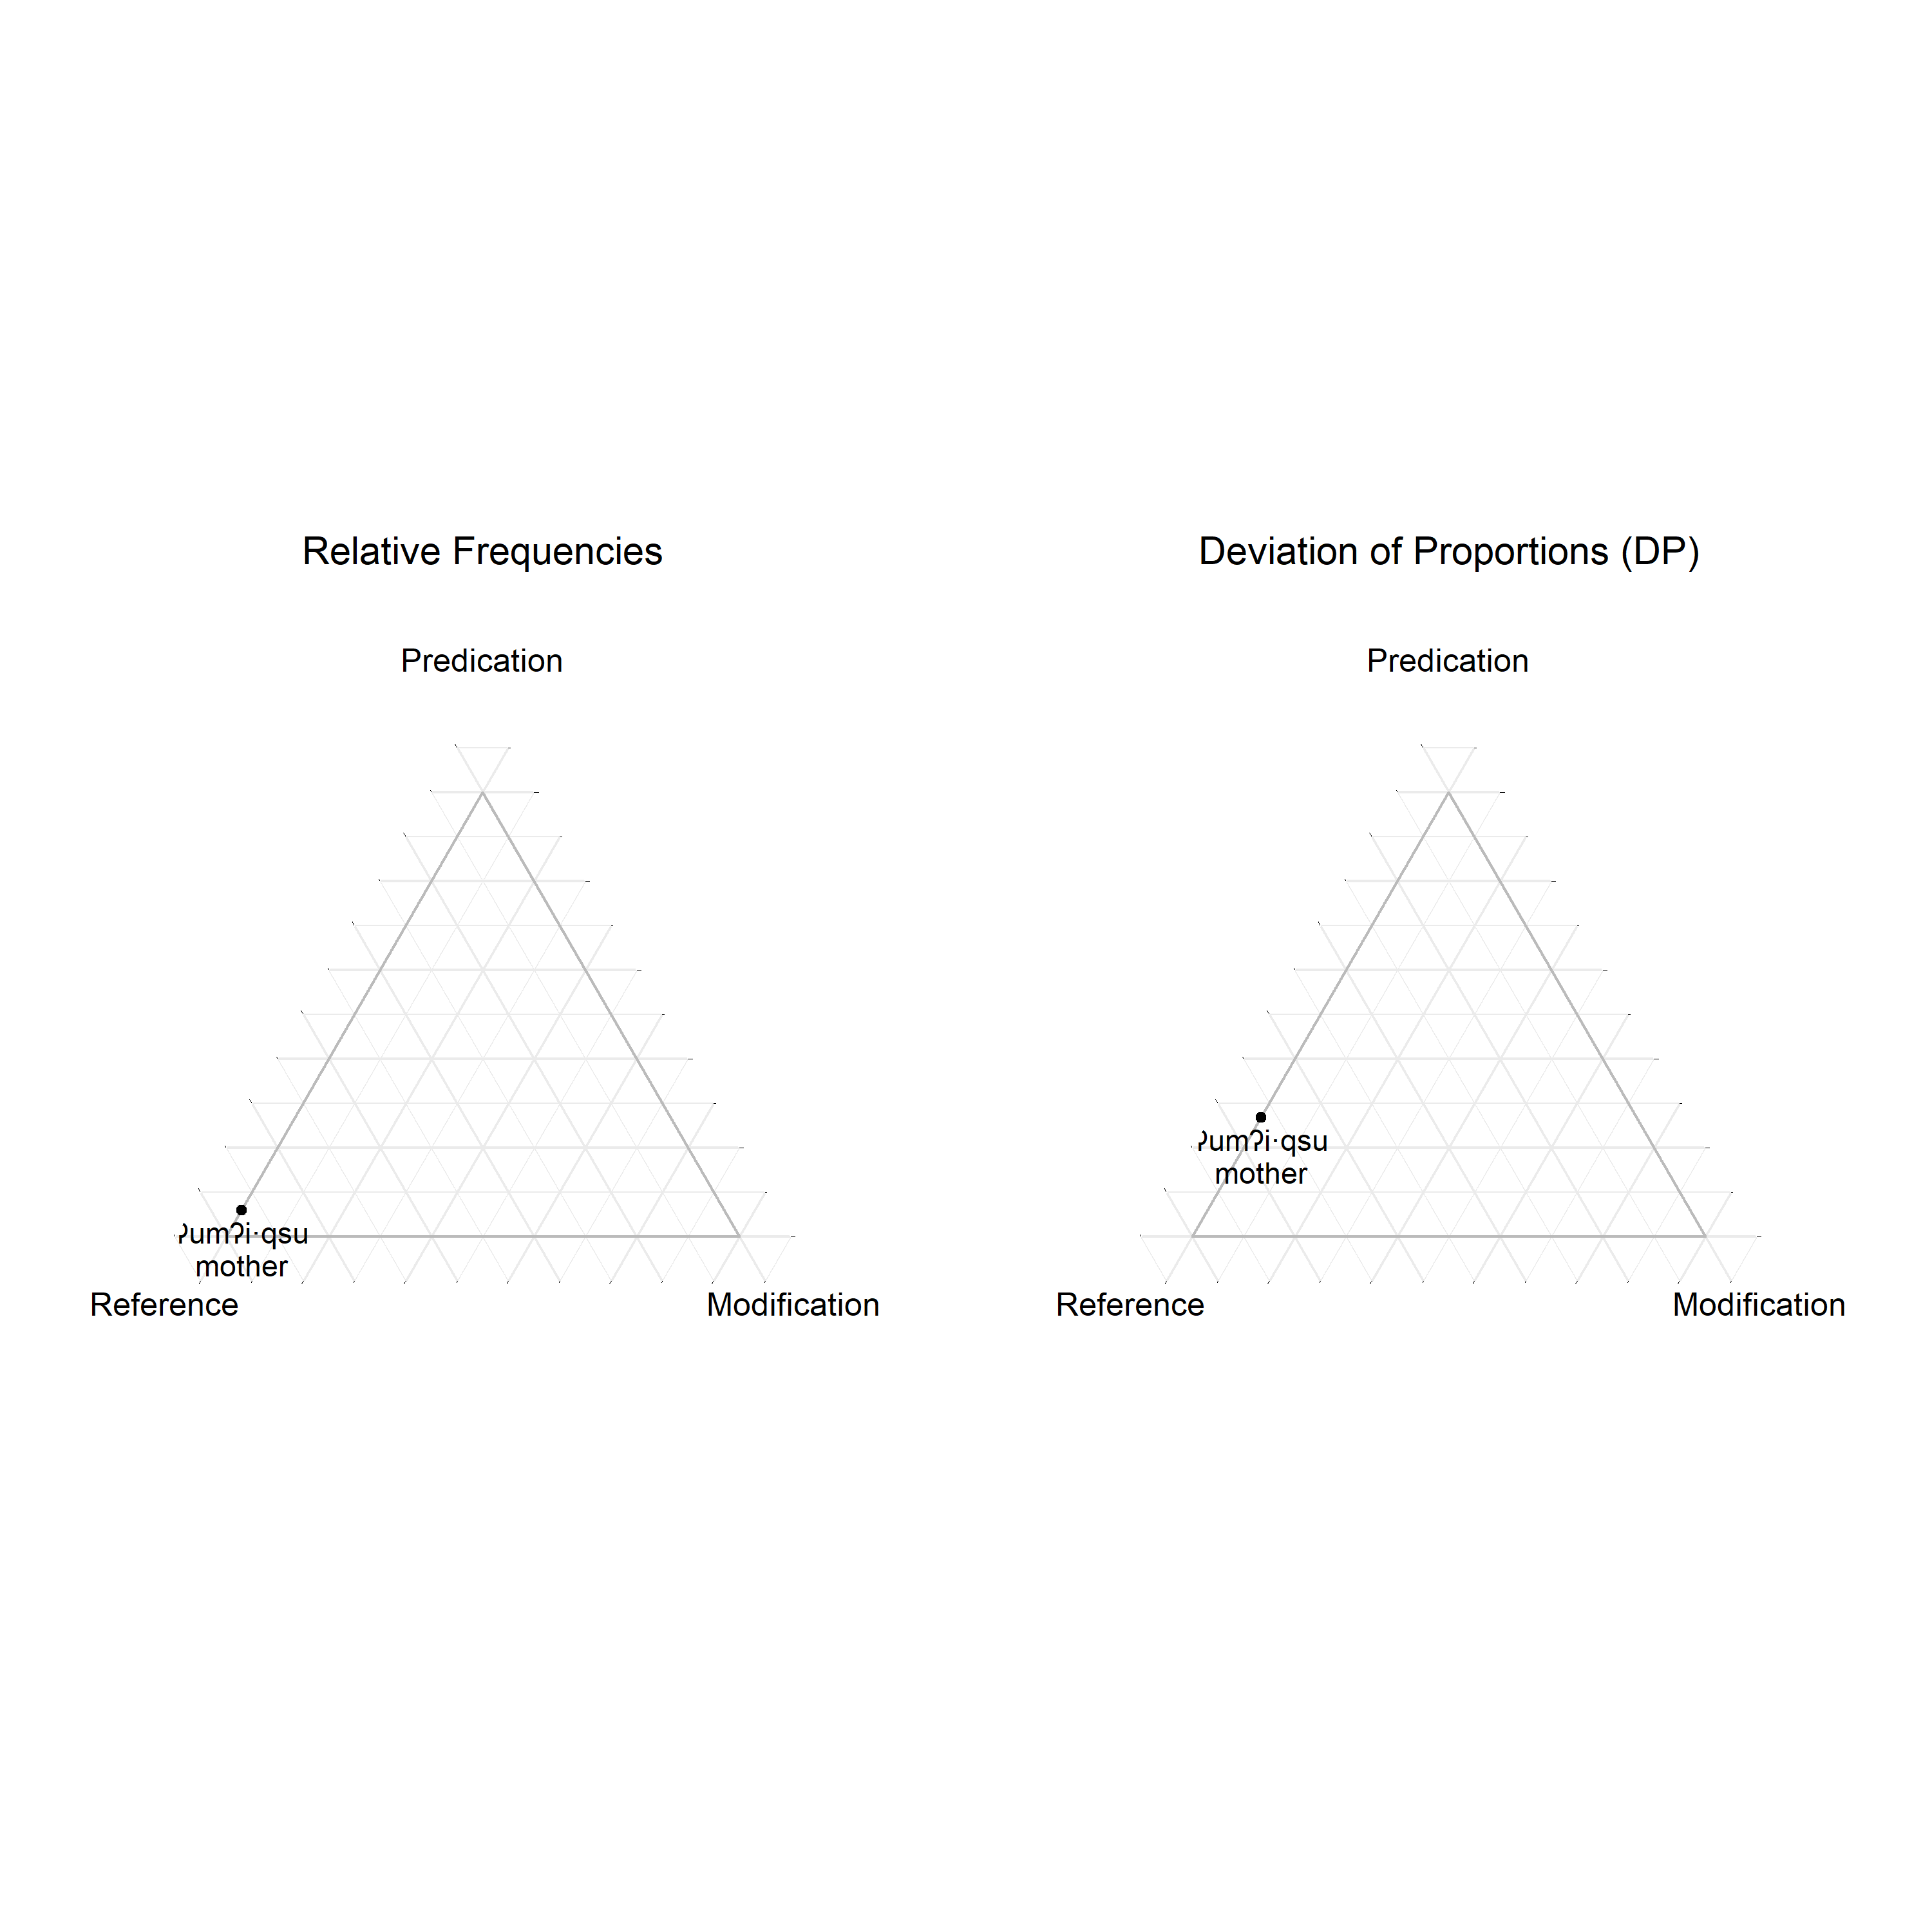 Relative Frequencies
Predication
ʔumʔi·qsu
mother
Reference
Modification
Deviation of Proportions (DP)
Predication
ʔumʔi·qsu
mother
Reference
Modification